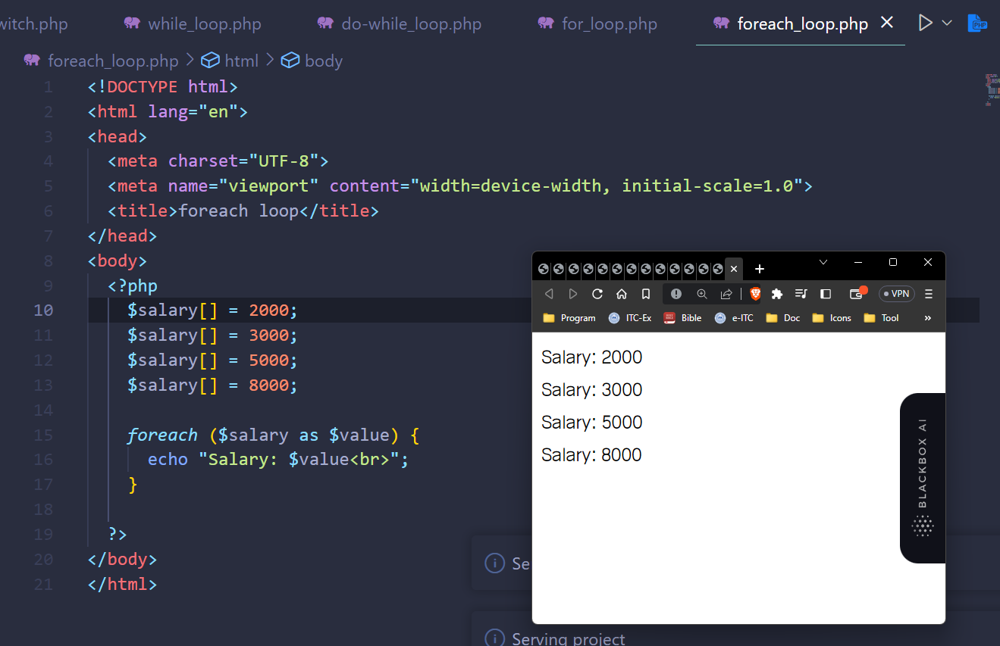 witch.php while_loop.php do-while_loop.php for_loop.php foreach_loop.php
foreach_loop.php > html > body
1 <!DOCTYPE html>
2 <html lang="en">
3 <head>
4 <meta charset="UTF-8">
5 <meta name="viewport" content="width=device-width, initial-scale=1.0">
6 <title>foreach loop</title>
7 </head>
8 <body>
9 <?php
10 $salary[] = 2000;
11 $salary[] = 3000;
12 $salary[] = 5000;
13 $salary[] = 8000;
14
15 foreach ($salary as $value) {
16 echo "Salary: $value<br>";
17 }
18
19 ?>
20 </body>
21 </html>
PHP
VPN
Program ITC-Ex Bible e-ITC Doc Icons Tool »
Salary: 2000
Salary: 3000
Salary: 5000
Salary: 8000
BLACKBOX AI
Se
Serving project